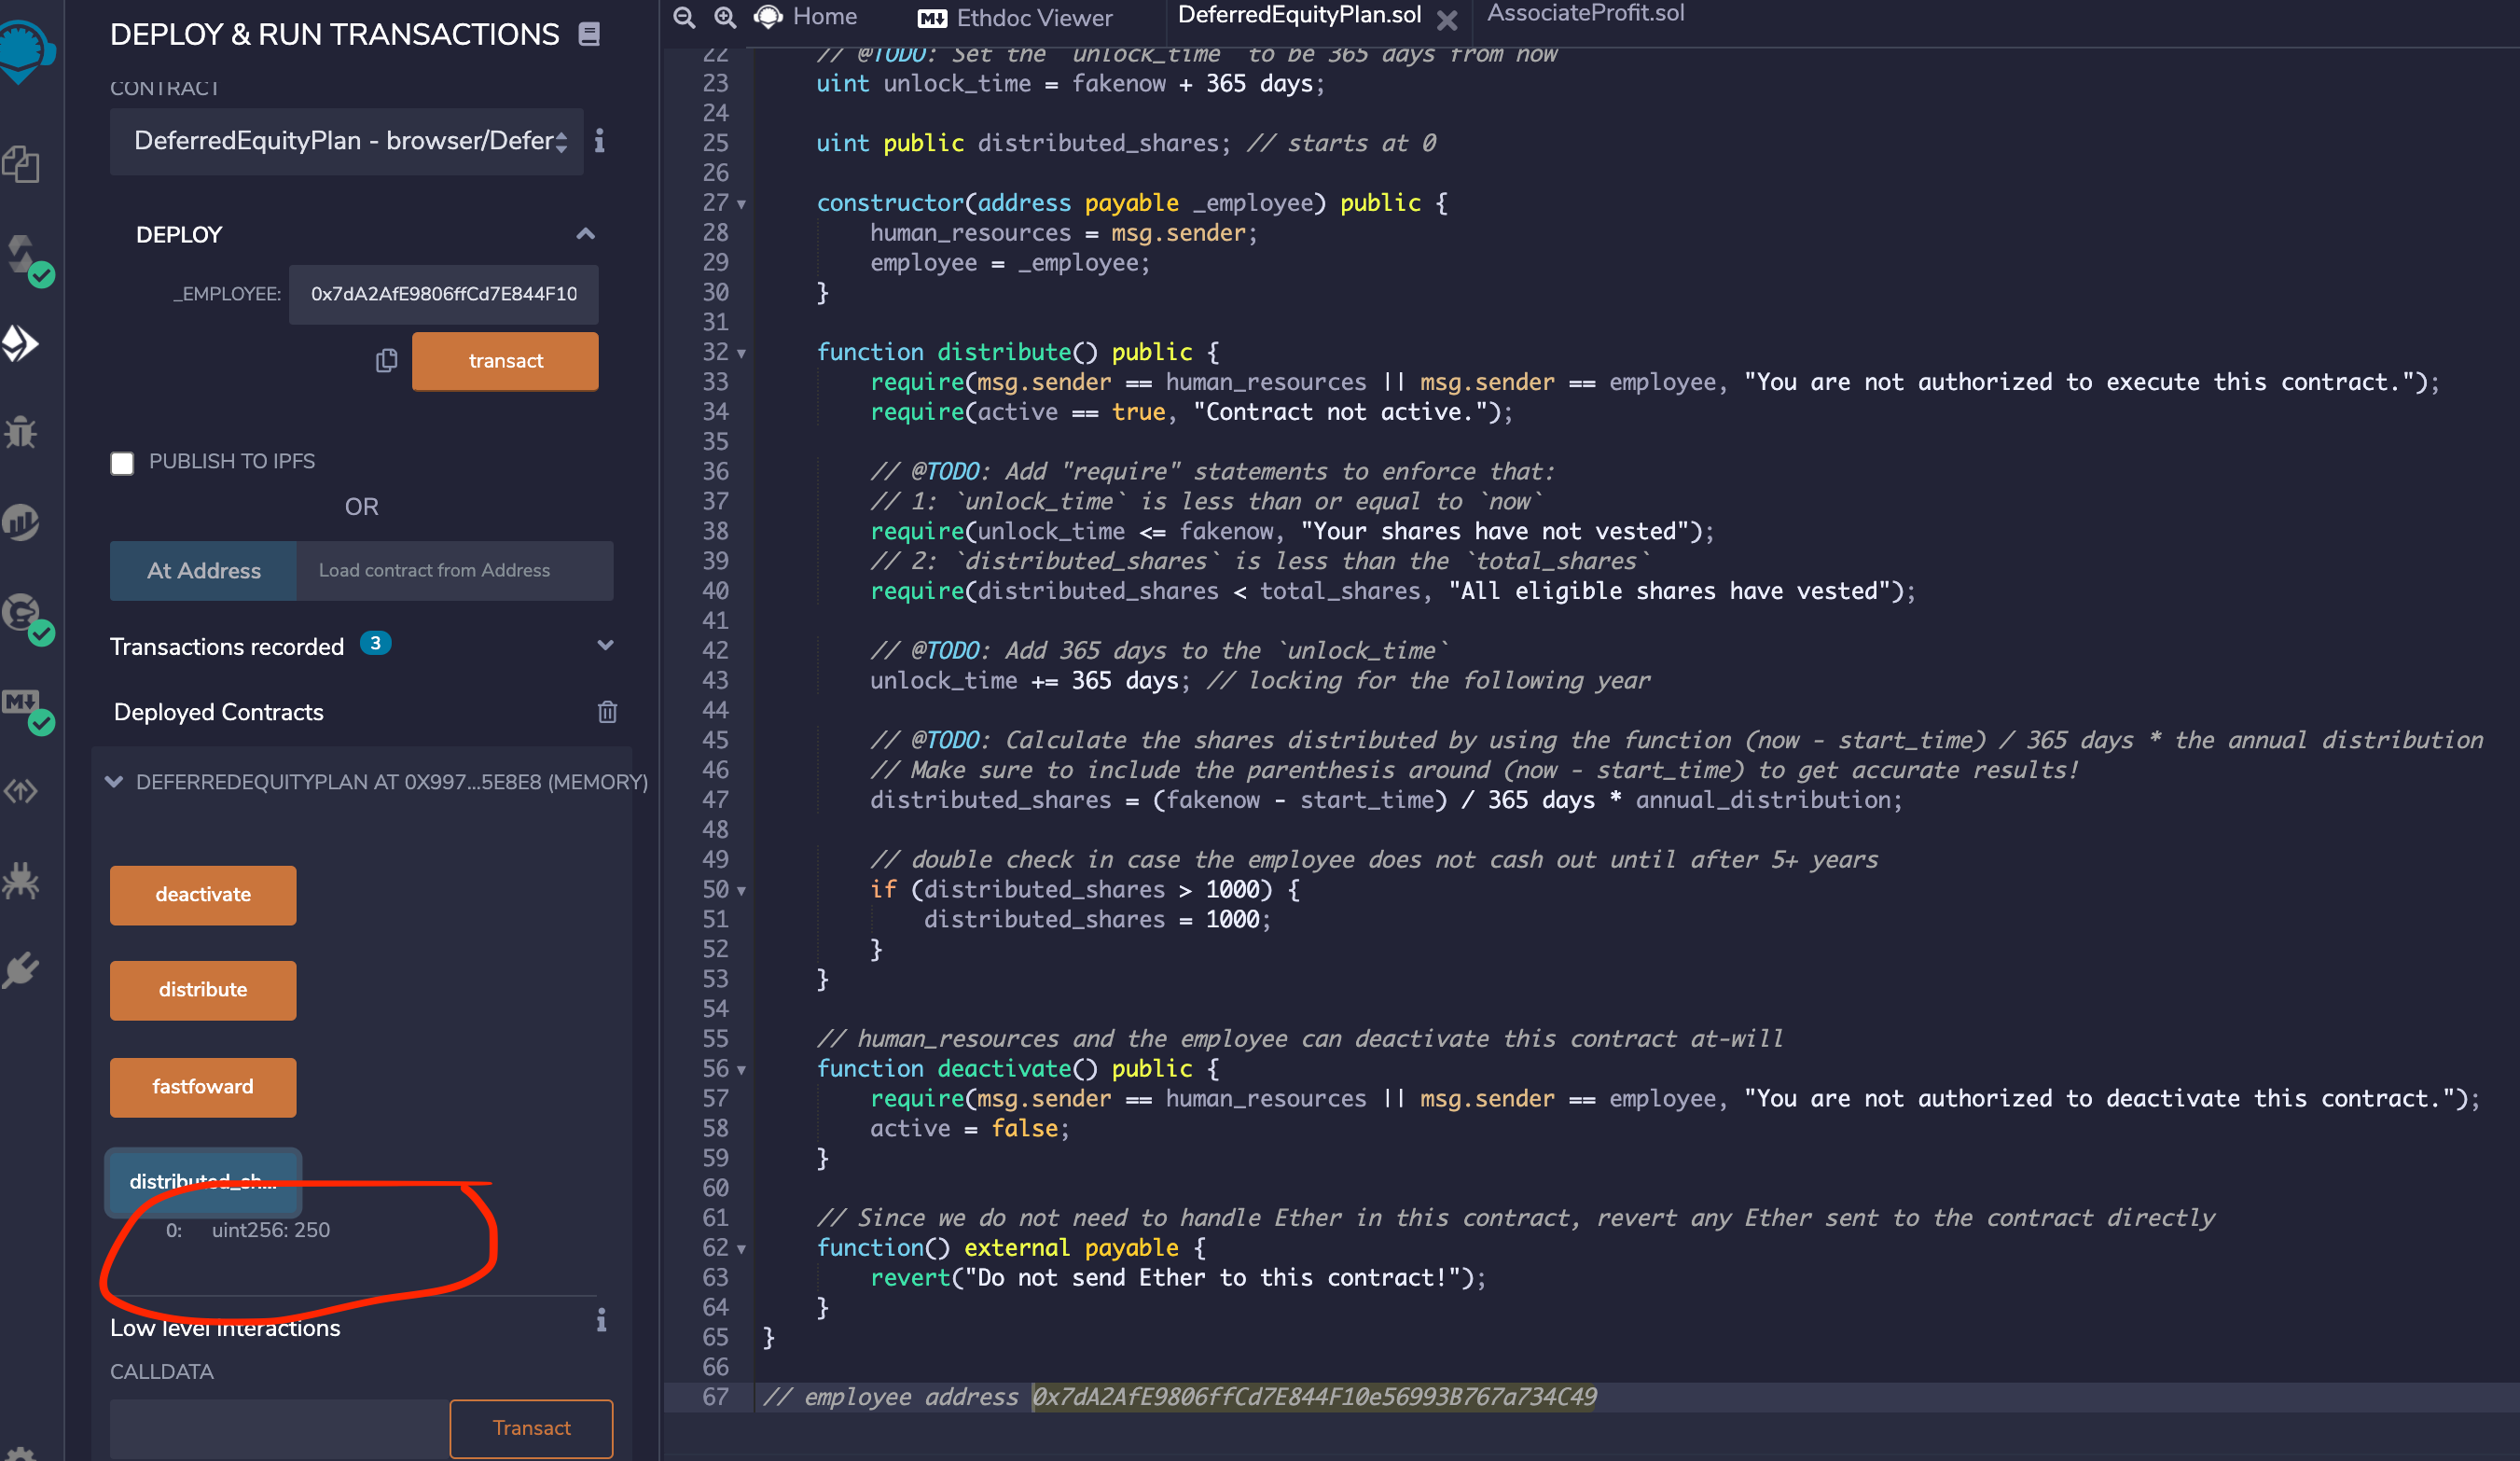 DEPLOY & RUN TRANSACTIONS
CONTRACT
DeferredEquityPlan - browser/Defer
DEPLOY
_EMPLOYEE: 0x7dA2AfE9806ffCd7E844F10
transact
PUBLISH TO IPFS
OR
At Address Load contract from Address
Transactions recorded 3
Deployed Contracts
DEFERREDEQUITYPLAN AT 0X997...5E8E8 (MEMORY)
deactivate
distribute
fastfoward
distributed_sh...
0: uint256: 250
Low level interactions
CALLDATA
Transact
Home
Ethdoc Viewer
DeferredEquityPlan.sol
AssociateProfit.sol
22 // @TODO: Set the `unlock_time` to be 365 days from now
23 uint unlock_time = fakenow + 365 days;
24
25 uint public distributed_shares; // starts at 0
26
27 constructor(address payable _employee) public {
28 human_resources = msg.sender;
29 employee = _employee;
30 }
31
32 function distribute() public {
33 require(msg.sender == human_resources || msg.sender == employee, "You are not authorized to execute this contract.");
34 require(active == true, "Contract not active.");
35
36 // @TODO: Add "require" statements to enforce that:
37 // 1: `unlock_time` is less than or equal to `now`
38 require(unlock_time <= fakenow, "Your shares have not vested");
39 // 2: `distributed_shares` is less than the `total_shares`
40 require(distributed_shares < total_shares, "All eligible shares have vested");
41
42 // @TODO: Add 365 days to the `unlock_time`
43 unlock_time += 365 days; // locking for the following year
44
45 // @TODO: Calculate the shares distributed by using the function (now - start_time) / 365 days * the annual distribution
46 // Make sure to include the parenthesis around (now - start_time) to get accurate results!
47 distributed_shares = (fakenow - start_time) / 365 days * annual_distribution;
48
49 // double check in case the employee does not cash out until after 5+ years
50 if (distributed_shares > 1000) {
51 distributed_shares = 1000;
52 }
53 }
54
55 // human_resources and the employee can deactivate this contract at-will
56 function deactivate() public {
57 require(msg.sender == human_resources || msg.sender == employee, "You are not authorized to deactivate this contract.");
58 active = false;
59 }
60
61 // Since we do not need to handle Ether in this contract, revert any Ether sent to the contract directly
62 function() external payable {
63 revert("Do not send Ether to this contract!");
64 }
65 }
66
67 // employee address 0x7dA2AfE9806ffCd7E844F10e56993B767a734C49